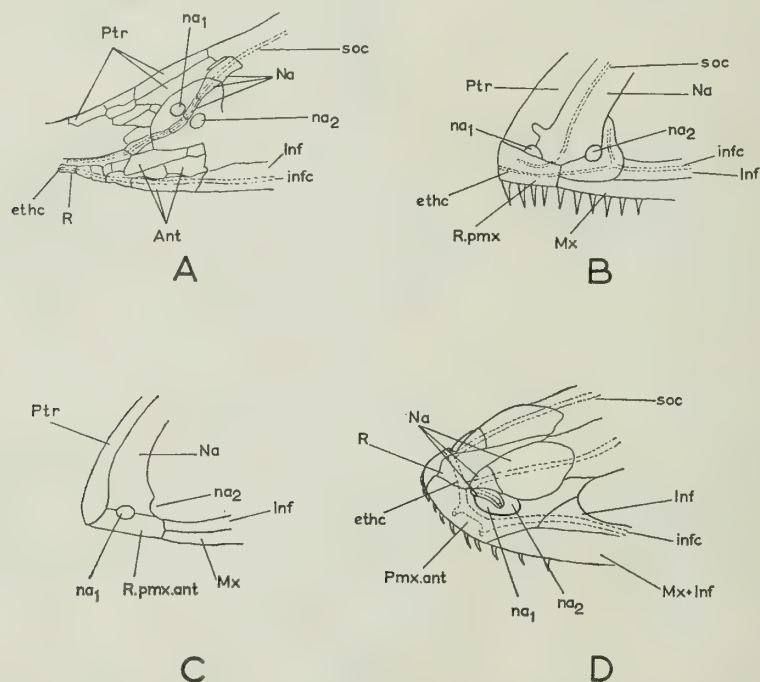 na1
Ptr
soc
Na
na2
Inf
infc
ethc
R
Ant
A
soc
Ptr
Na
na1
na2
infc
Inf
ethc
R.pmx
Mx
B
Ptr
Na
na2
Inf
na1
R.pmx.ant
Mx
C
soc
Na
R
ethc
Inf
infc
Pmx.ant
na1
na2
Mx+Inf
D